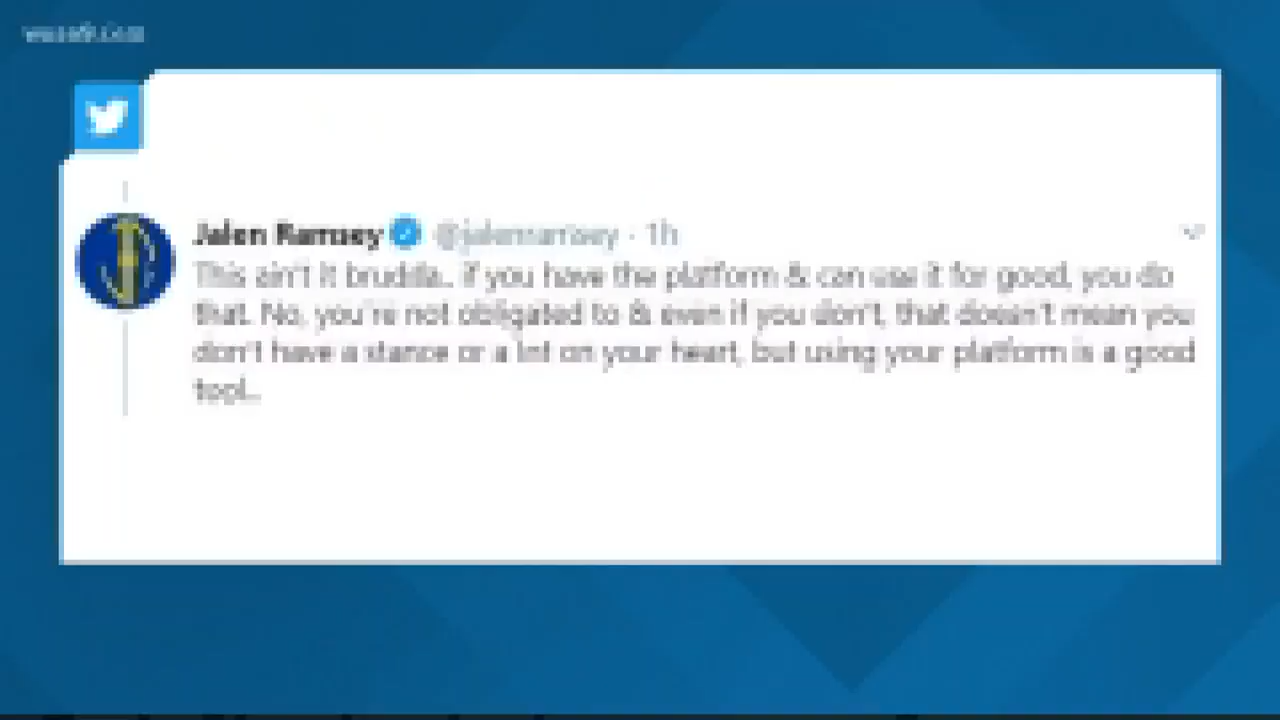 wusa9.com
Jalen Ramsey @jalenramsey · 1h
This ain't it brudda.. if you have the platform & can use it for good, you do
that. No, you're not obligated to & even if you don't, that doesn't mean you
don't have a stance or a lot on your heart, but using your platform is a good
tool..